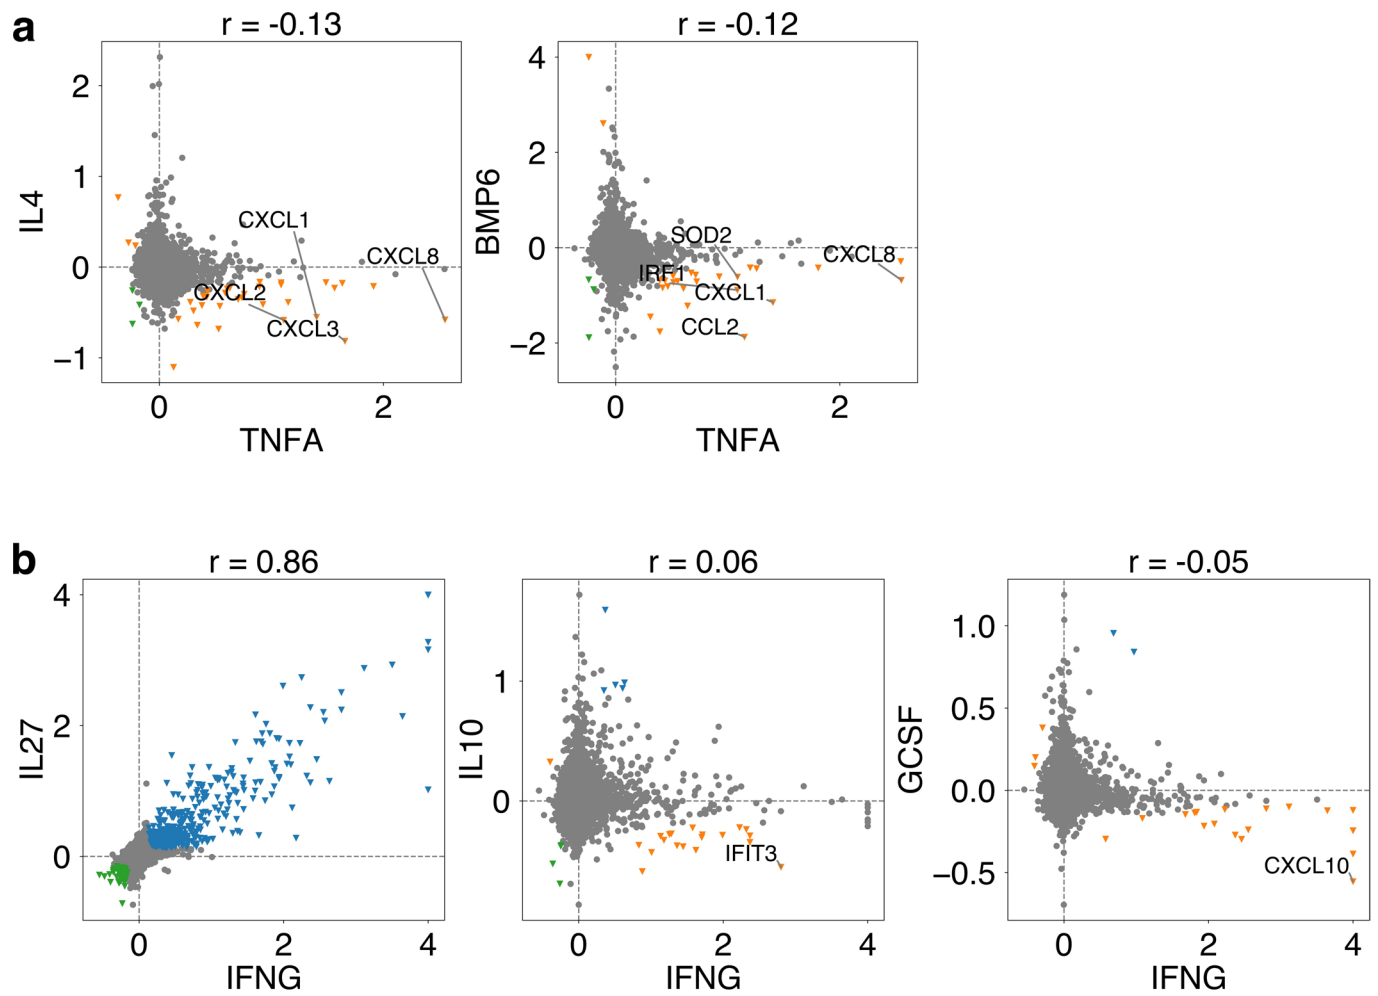 a
r = -0.13
r = -0.12
IL4
2
1
0
−1
CXCL1
CXCL8
CXCL2
CXCL3
0
2
TNFA
BMP6
4
2
0
−2
SOD2
CXCL8
IRF1
CXCL1
CCL2
0
2
TNFA
b
r = 0.86
r = 0.06
r = -0.05
IL27
4
2
0
0
2
4
IFNG
IL10
1
0
IFIT3
0
2
4
IFNG
GCSF
1.0
0.5
0.0
−0.5
CXCL10
0
2
4
IFNG